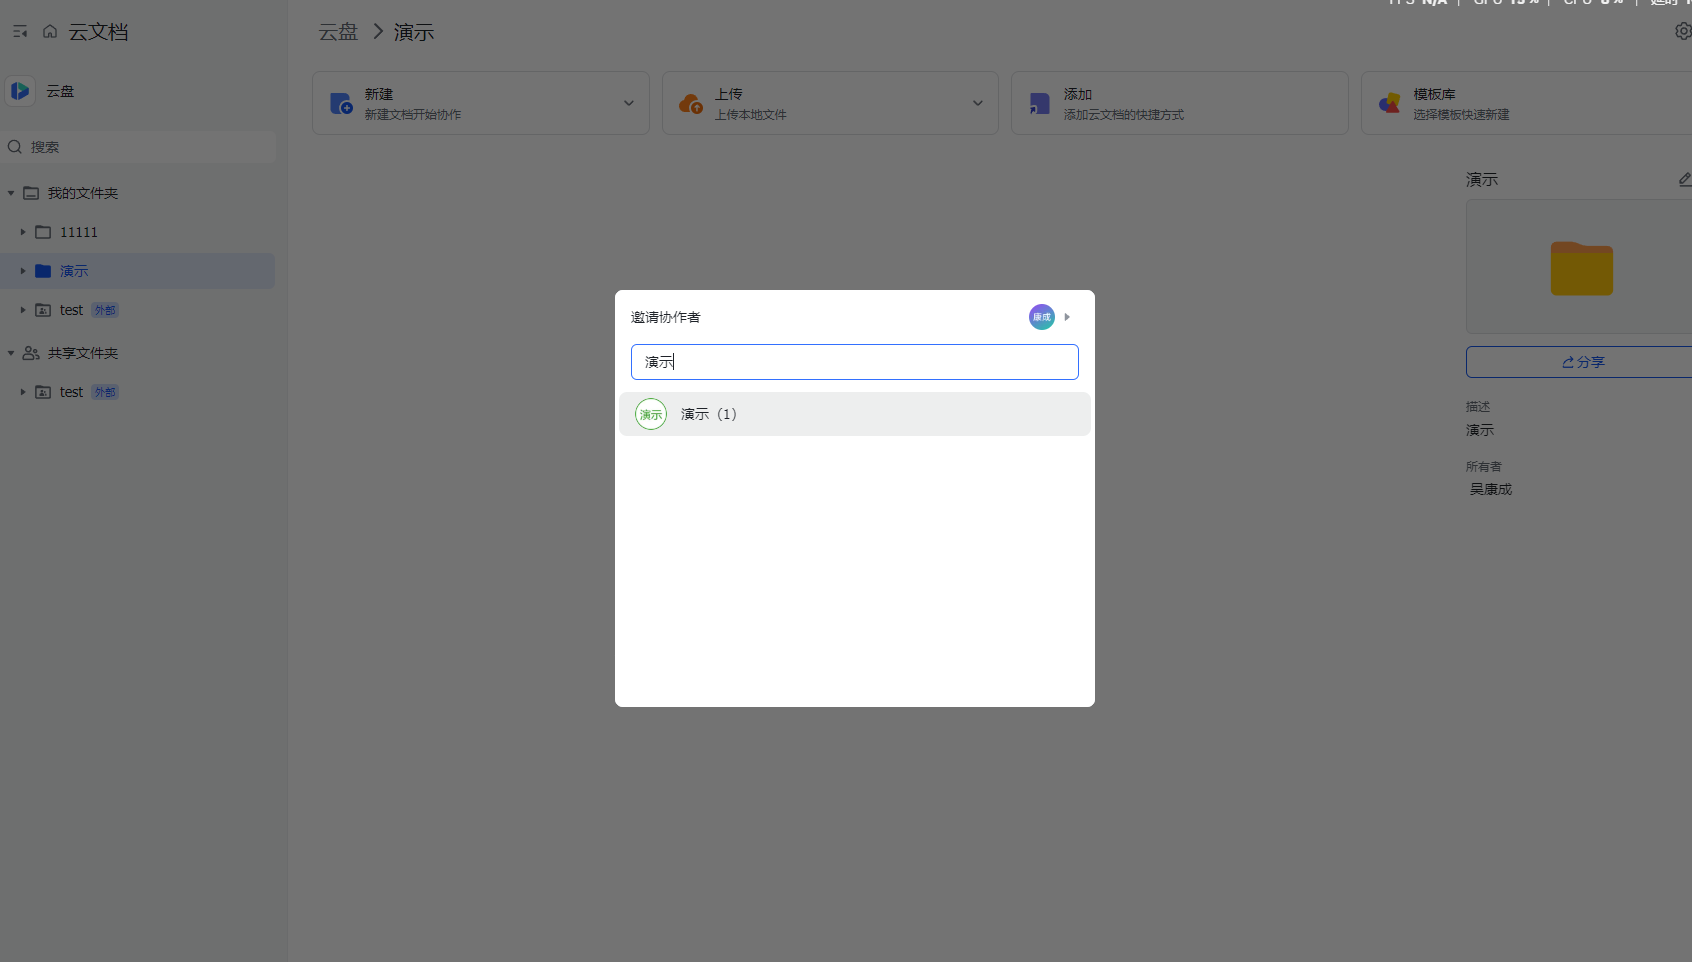 云文档
云盘
搜索
我的文件夹
11111
演示
test 外部
共享文件夹
test 外部
云盘 > 演示
新建
新建文档开始协作
上传
上传本地文件
添加
添加云文档的快捷方式
模板库
选择模板快速新建
邀请协作者
康成
演示
演示 演示（1）
演示
分享
描述
演示
所有者
吴康成